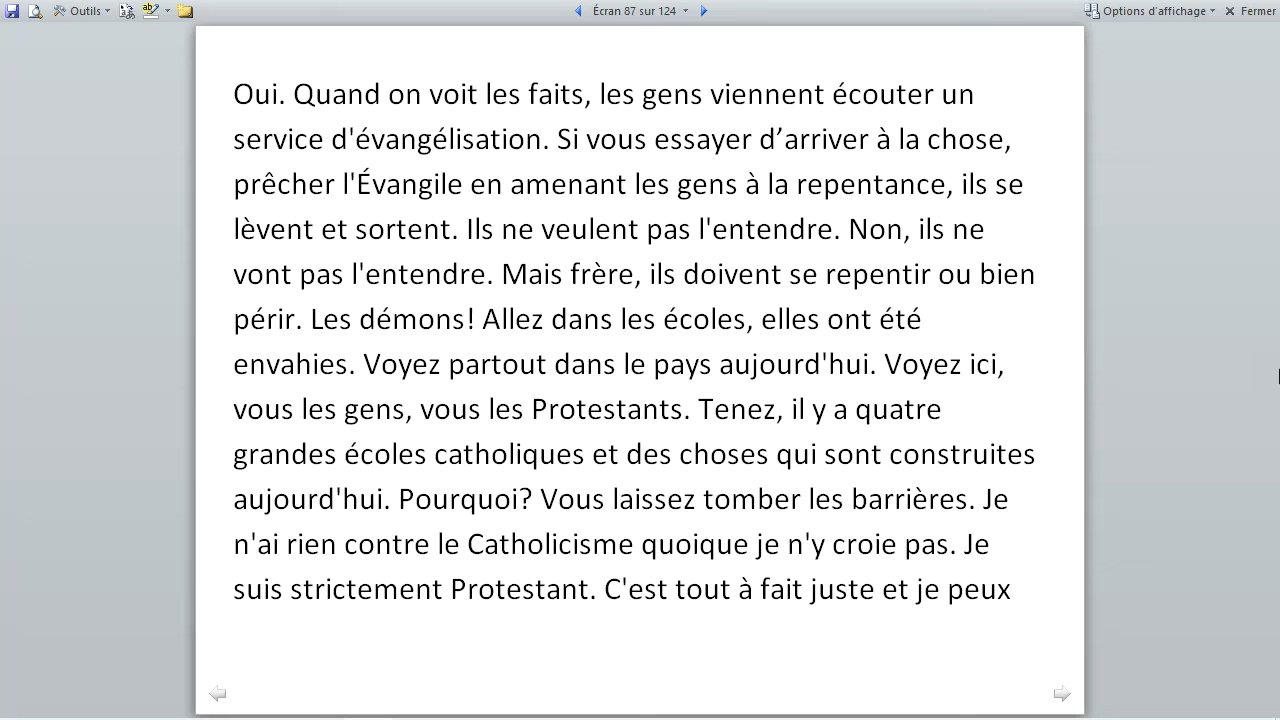 Outils
Écran 87 sur 124
Options d'affichage
Fermer
Oui. Quand on voit les faits, les gens viennent écouter un
service d'évangélisation. Si vous essayer d’arriver à la chose,
prêcher l'Évangile en amenant les gens à la repentance, ils se
lèvent et sortent. Ils ne veulent pas l'entendre. Non, ils ne
vont pas l'entendre. Mais frère, ils doivent se repentir ou bien
périr. Les démons! Allez dans les écoles, elles ont été
envahies. Voyez partout dans le pays aujourd'hui. Voyez ici,
vous les gens, vous les Protestants. Tenez, il y a quatre
grandes écoles catholiques et des choses qui sont construites
aujourd'hui. Pourquoi? Vous laissez tomber les barrières. Je
n'ai rien contre le Catholicisme quoique je n'y croie pas. Je
suis strictement Protestant. C'est tout à fait juste et je peux